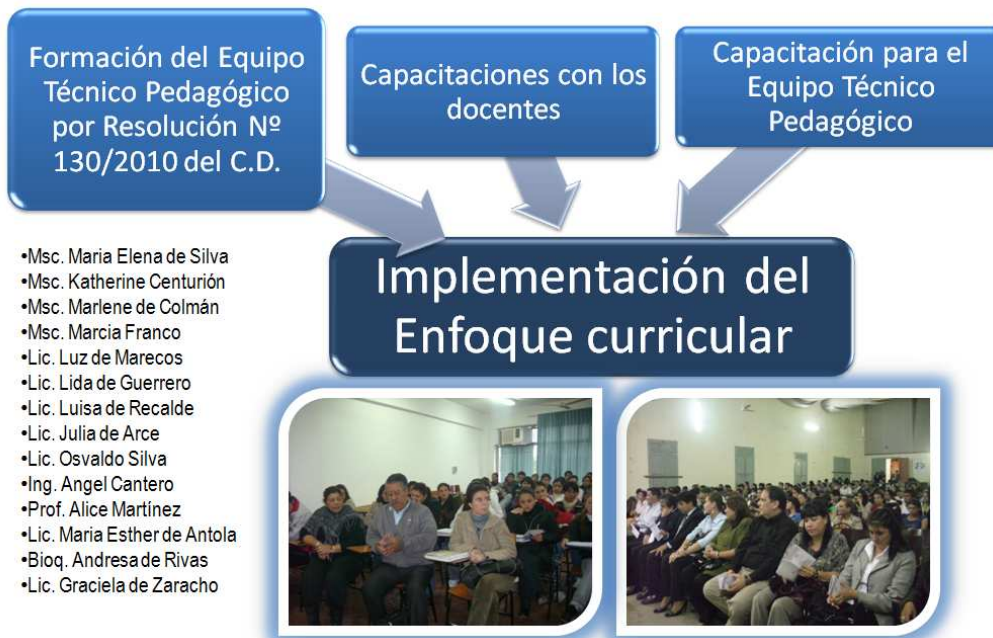 Formación del Equipo
Técnico Pedagógico
por Resolución Nº
130/2010 del C.D.
Capacitaciones con los
docentes
Capacitación para el
Equipo Técnico
Pedagógico
Implementación del
Enfoque curricular
•Msc. Maria Elena de Silva
•Msc. Katherine Centurión
•Msc. Marlene de Colmán
•Msc. Marcia Franco
•Lic. Luz de Marecos
•Lic. Lida de Guerrero
•Lic. Luisa de Recalde
•Lic. Julia de Arce
•Lic. Osvaldo Silva
•Ing. Angel Cantero
•Prof. Alice Martínez
•Lic. Maria Esther de Antola
•Bioq. Andresa de Rivas
•Lic. Graciela de Zaracho